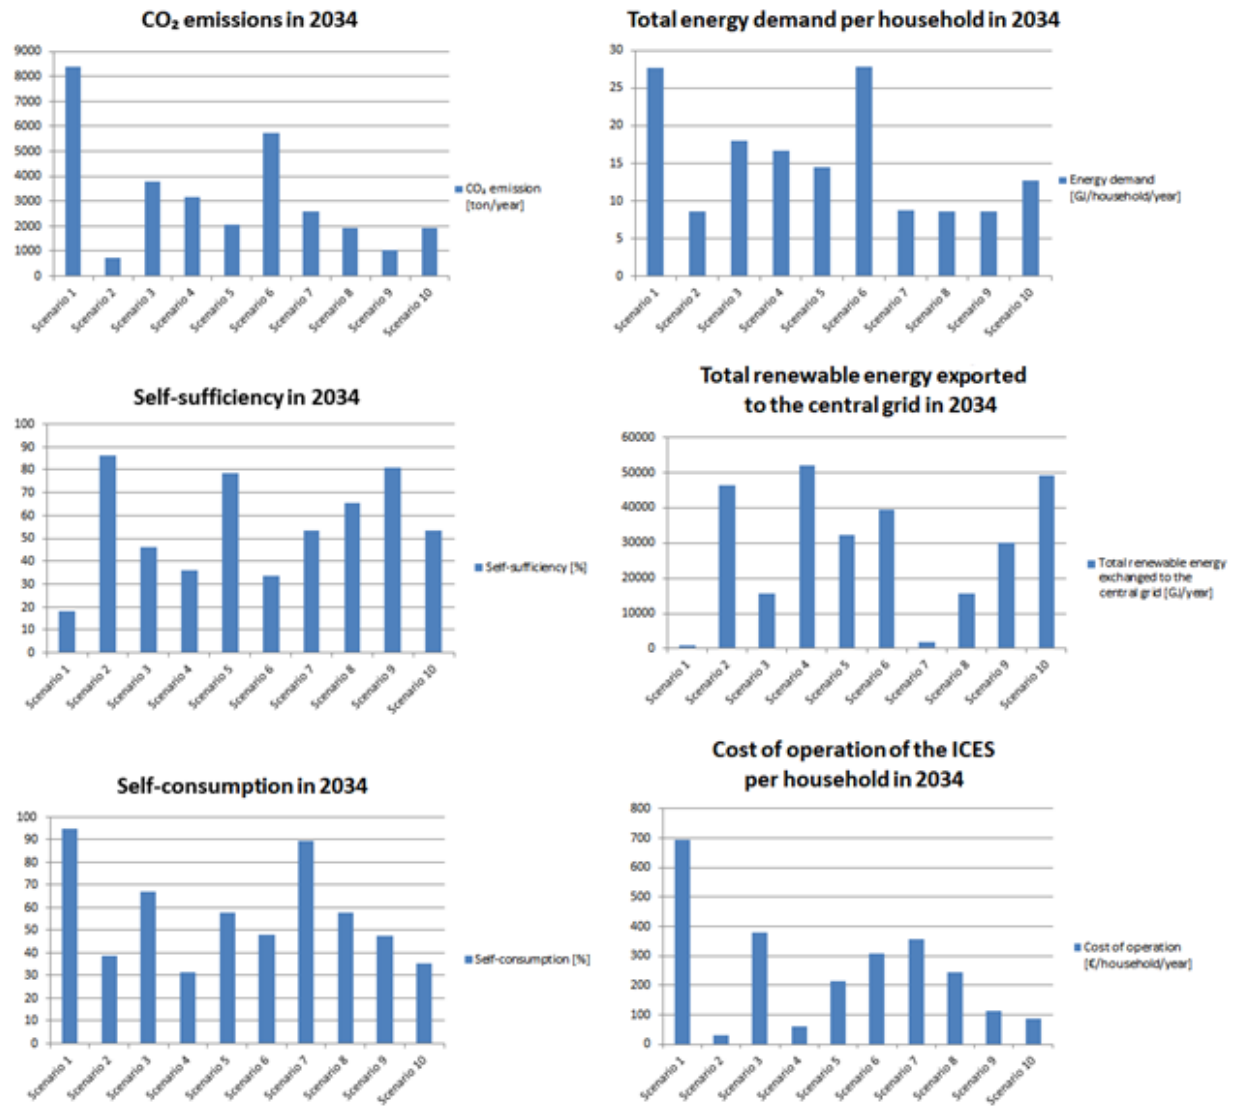 CO₂ emissions in 2034
9000
8000
7000
6000
5000
4000
3000
2000
1000
0
Scenario 1
Scenario 2
Scenario 3
Scenario 4
Scenario 5
Scenario 6
Scenario 7
Scenario 8
Scenario 9
Scenario 10
CO₂ emission
[ton/year]
Total energy demand per household in 2034
30
25
20
15
10
5
0
Scenario 1
Scenario 2
Scenario 3
Scenario 4
Scenario 5
Scenario 6
Scenario 7
Scenario 8
Scenario 9
Scenario 10
Energy demand
[GJ/household/year]
Self-sufficiency in 2034
100
90
80
70
60
50
40
30
20
10
0
Scenario 1
Scenario 2
Scenario 3
Scenario 4
Scenario 5
Scenario 6
Scenario 7
Scenario 8
Scenario 9
Scenario 10
Self-sufficiency [%]
Total renewable energy exported
to the central grid in 2034
60000
50000
40000
30000
20000
10000
0
Scenario 1
Scenario 2
Scenario 3
Scenario 4
Scenario 5
Scenario 6
Scenario 7
Scenario 8
Scenario 9
Scenario 10
Total renewable energy
exchanged to the
central grid [GJ/year]
Self-consumption in 2034
100
90
80
70
60
50
40
30
20
10
0
Scenario 1
Scenario 2
Scenario 3
Scenario 4
Scenario 5
Scenario 6
Scenario 7
Scenario 8
Scenario 9
Scenario 10
Self-consumption [%]
Cost of operation of the ICES
per household in 2034
800
700
600
500
400
300
200
100
0
Scenario 1
Scenario 2
Scenario 3
Scenario 4
Scenario 5
Scenario 6
Scenario 7
Scenario 8
Scenario 9
Scenario 10
Cost of operation
[€/household/year]